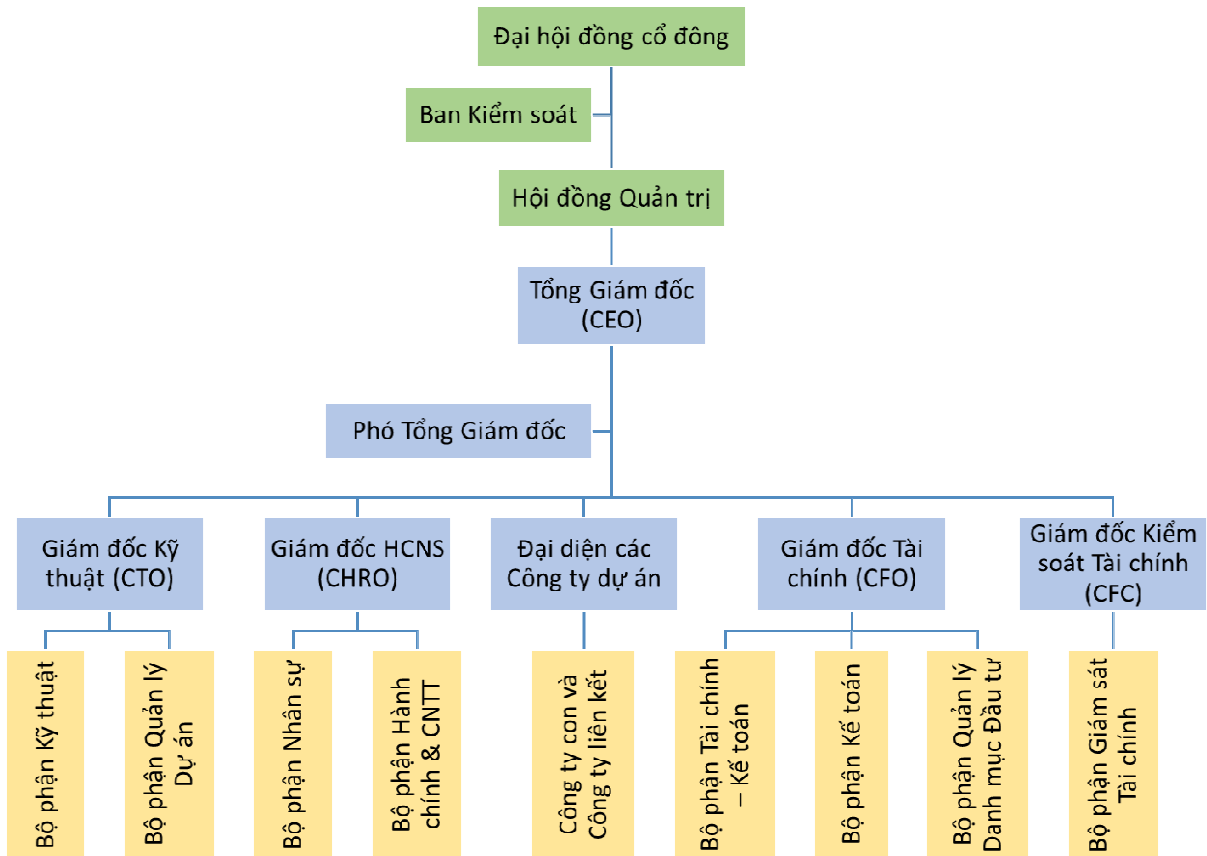 Đại hội đồng cổ đông
Ban Kiểm soát
Hội đồng Quản trị
Tổng Giám đốc
(CEO)
Phó Tổng Giám đốc
Giám đốc Kỹ
thuật (CTO)
Giám đốc HCNS
(CHRO)
Đại diện các
Công ty dự án
Giám đốc Tài
chính (CFO)
Giám đốc Kiểm
soát Tài chính
(CFC)
Bộ phận Kỹ thuật
Bộ phận Quản lý
Dự án
Bộ phận Nhân sự
Bộ phận Hành
chính & CNTT
Công ty con và
Công ty liên kết
Bộ phận Tài chính
– Kế toán
Bộ phận Kế toán
Bộ phận Quản lý
Danh mục Đầu tư
Bộ phận Giám sát
Tài chính